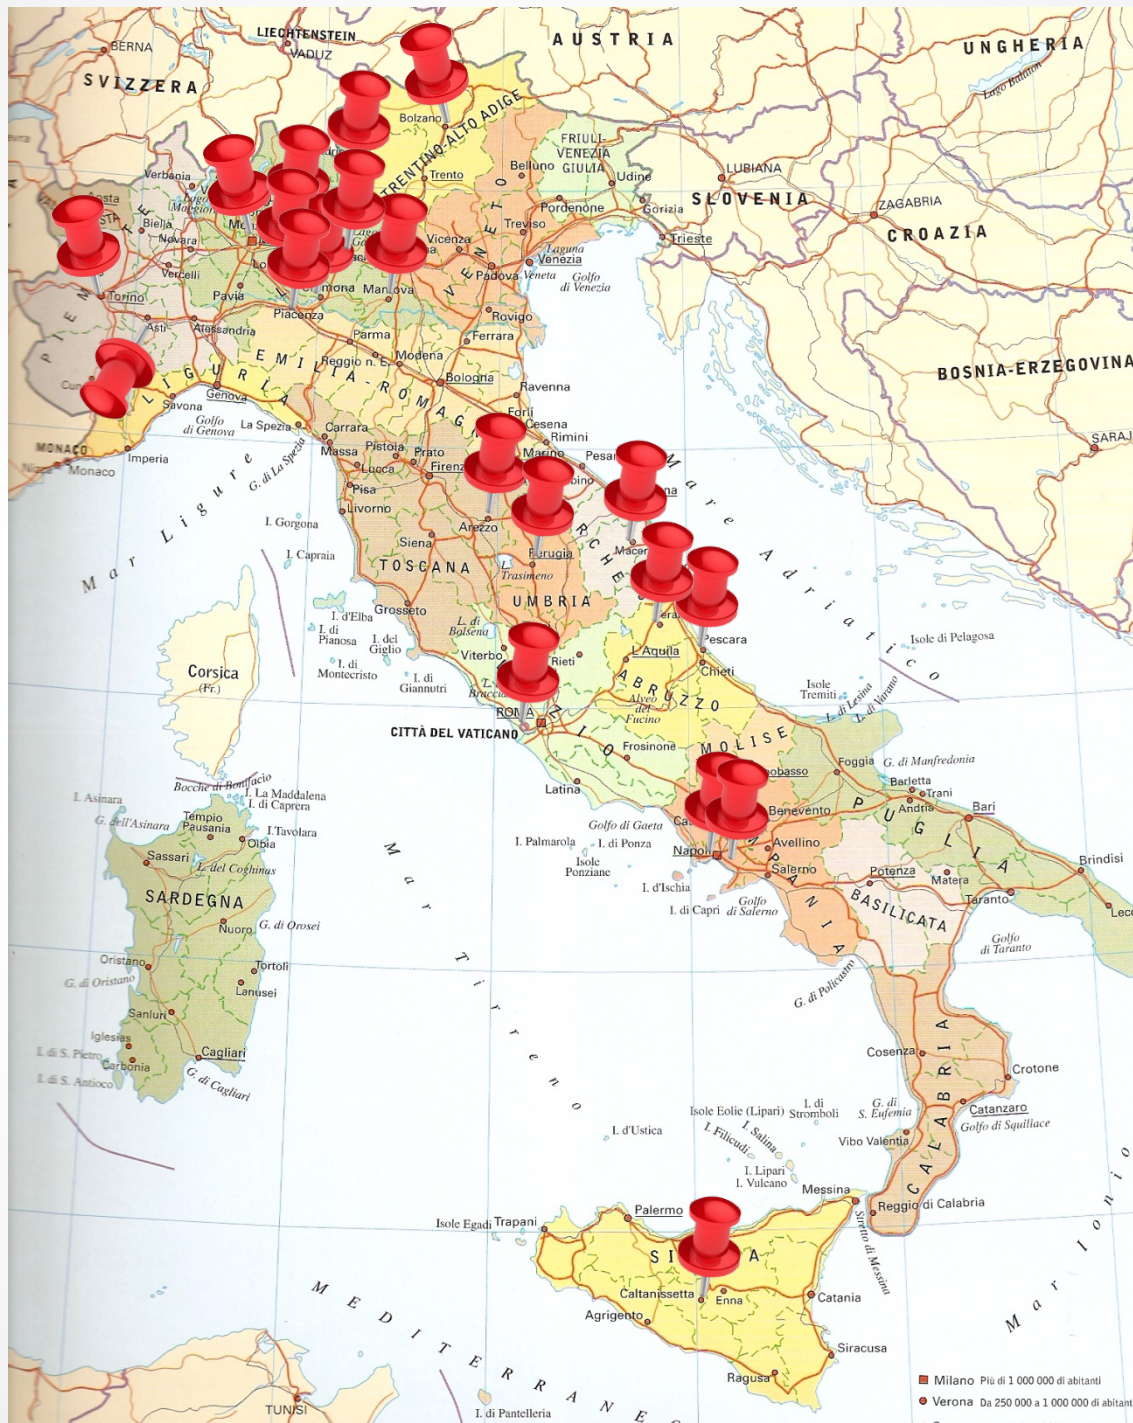 LIECHTENSTEIN
BERNA
VADUZ
AUSTRIA
UNGHERIA
Lago Balaton
SVIZZERA
Bolzano
TRENTINO-ALTO ADIGE
FRIULI-
VENEZIA
GIULIA
Belluno
Udine
LUBIANA
Trento
Verbania
SLOVENIA
Pordenone
Gorizia
ZAGABRIA
Biella
Treviso
Trieste
CROAZIA
Novara
Vicenza
Laguna
Veneta
Venezia
Golfo
di Venezia
VENETO
Vercelli
Padova
Torino
Pavia
Mantova
Rovigo
Piacenza
Asti
Alessandria
Parma
Ferrara
Reggio n. E.
Modena
EMILIA-ROMAGN
BOSNIA-ERZEGOVINA
Bologna
Ravenna
LIGURIA
Genova
Savona
Golfo
di Genova
La Spezia
G. di La Spezia
Forlì
Cesena
Rimini
Carrara
Massa
Pistoia
Prato
Lucca
MONACO
Monaco
Imperia
SARAJ
Pisa
Livorno
Mar Ligure
I. Gorgona
I. Capraia
Arezzo
Siena
Perugia
L.
Trasimeno
TOSCANA
UMBRIA
Mare Adriatico
Grosseto
I. d'Elba
I. di
Pianosa
I. del
Giglio
I. di
Montecristo
I. di
Giannutri
L. di
Bolsena
Viterbo
Rieti
L'Aquila
Pescara
Chieti
Isole di Pelagosa
Corsica
(Fr.)
ABRUZZO
Alveo
del
Fucino
Isole
Tremiti
L. di Lesina
L. di Varano
ROMA
CITTÀ DEL VATICANO
Frosinone
MOLISE
Latina
Foggia
G. di Manfredonia
Bocche di Bonifacio
I. La Maddalena
I. di Caprera
I. Asinara
G. dell'Asinara
Tempio
Pausania
I.Tavolara
Olbia
Barletta
Trani
Andria
Bari
Benevento
PUGLIA
Golfo di Gaeta
I. Palmarola
I. di Ponza
Isole
Ponziane
Napoli
Avellino
Salerno
Sassari
L. del Coghinas
Mar Tirreno
I. d'Ischia
I. di Capri
Golfo
di Salerno
Potenza
Matera
Brindisi
Taranto
BASILICATA
SARDEGNA
Nuoro
G. di Orosei
Golfo
di Taranto
Oristano
G. di Oristano
Tortolì
Lanusei
G. di Policastro
Sanluri
Iglesias
I. di S. Pietro
Carbonia
I. di S. Antioco
Cagliari
G. di Cagliari
Cosenza
Crotone
CALABRIA
Catanzaro
Golfo di Squillace
G. di
S. Eufemia
Vibo Valentia
Isole Eolie (Lipari)
I. di
Stromboli
I. d'Ustica
I. Filicudi
I. Salina
I. Lipari
I. Vulcano
Messina
Reggio di Calabria
Stretto di Messina
Mar Ionio
Isole Egadi
Trapani
Palermo
Caltanissetta
Enna
Catania
Agrigento
Siracusa
Ragusa
MEDITERRANEO
TUNISI
I. di Pantelleria
Milano Più di 1 000 000 di abitanti
Verona Da 250 000 a 1 000 000 di abitant